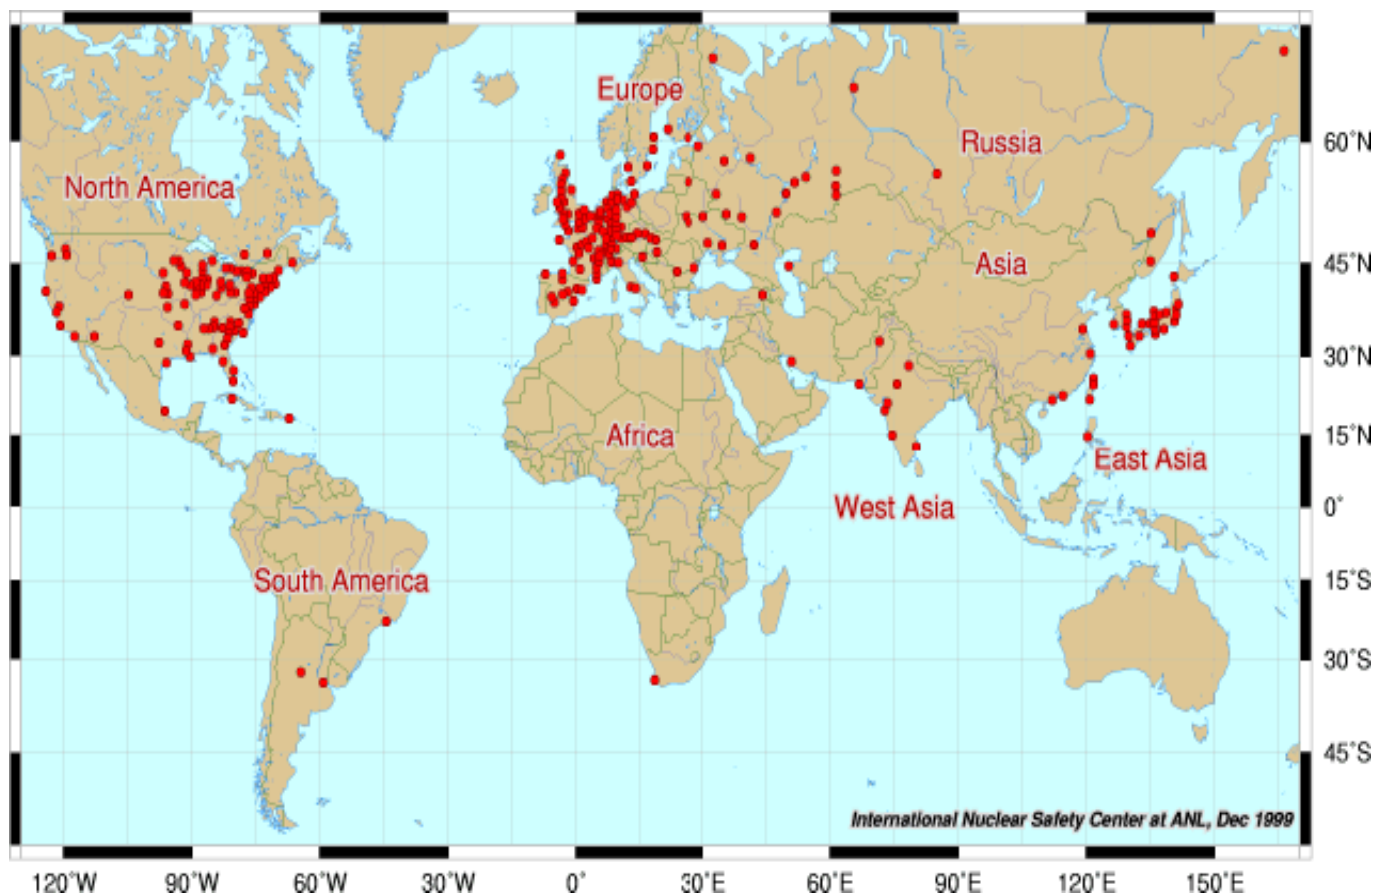 Europe
Russia
60˚N
North America
Asia
45˚N
30˚N
Africa
15˚N
East Asia
West Asia
0˚
South America
15˚S
30˚S
45˚S
International Nuclear Safety Center at ANL, Dec 1999
120˚W
90˚W
60˚W
30˚W
0˚
30˚E
60˚E
90˚E
120˚E
150˚E